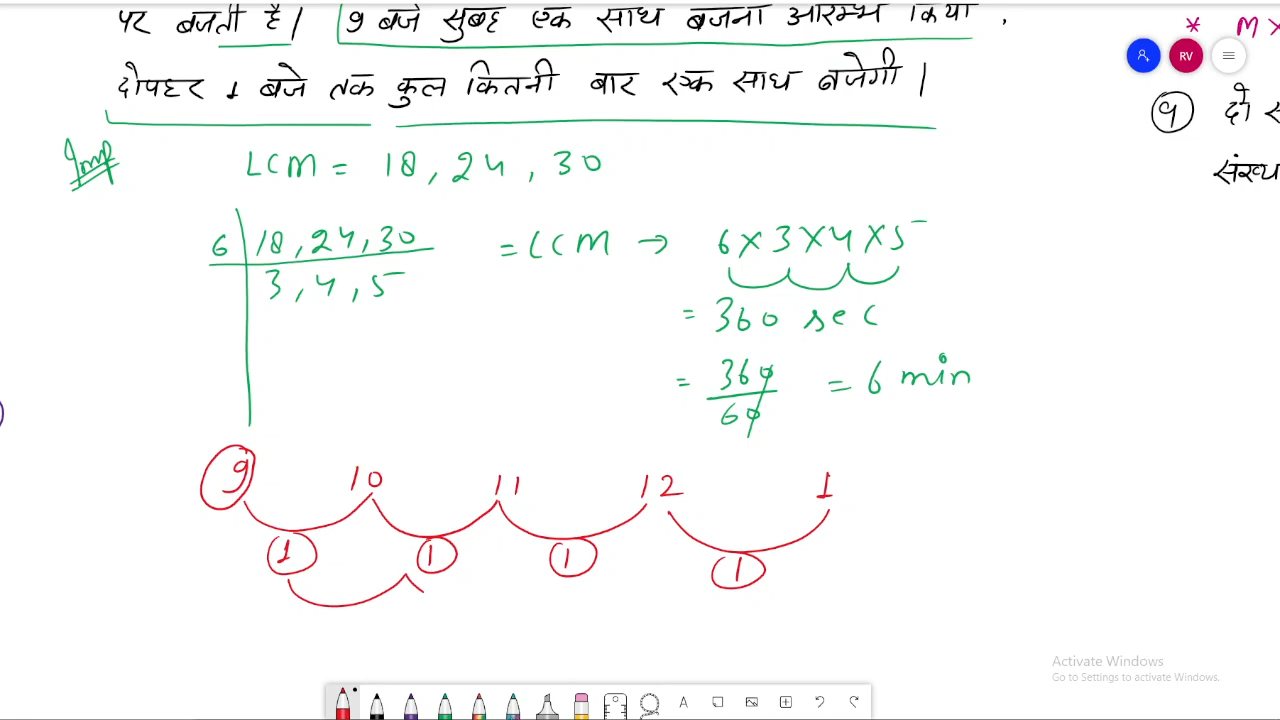 पर बजती है। 9 बजे सुबह एक साथ बजना आरम्भ किया,
दोपहर 1 बजे तक कुल कितनी बार एक साथ बजेगी।
* M
RV
9 दो
संख्य
Imp
LCM = 18, 24, 30
6 | 18, 24, 30
3, 4, 5
= LCM → 6×3×4×5
= 360 sec
= 360/60 = 6 min
9 10 11 12 1
1 1 1 1
Activate Windows
Go to Settings to activate Windows.
A